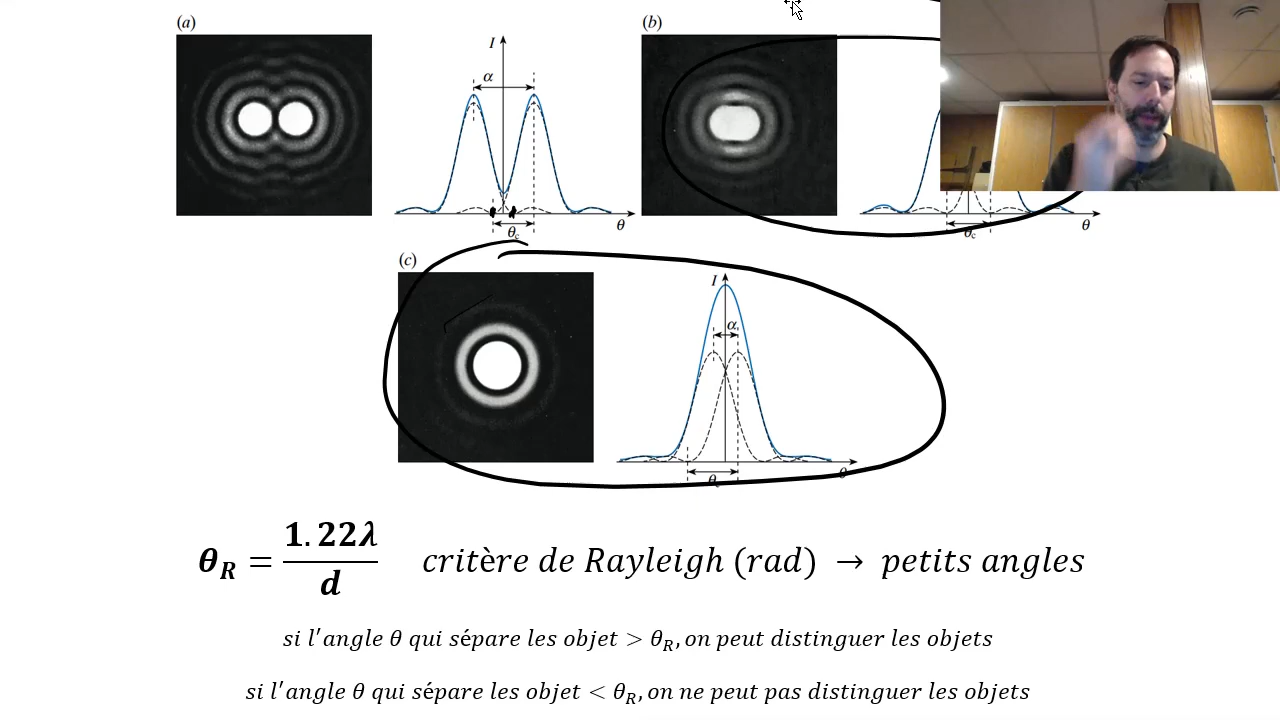 (a)
I
α
θc
θ
(b)
θc
θ
(c)
I
α
θ
θ_R = 1.22λ / d critère de Rayleigh (rad) → petits angles
si l'angle θ qui sépare les objet > θ_R, on peut distinguer les objets
si l'angle θ qui sépare les objet < θ_R, on ne peut pas distinguer les objets